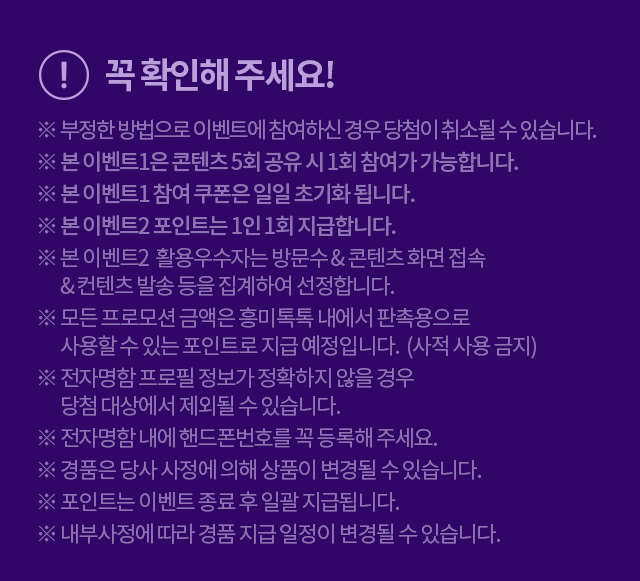 ! 꼭 확인해 주세요!
※ 부정한 방법으로 이벤트에 참여하신 경우 당첨이 취소될 수 있습니다.
※ 본 이벤트1은 콘텐츠 5회 공유 시 1회 참여가 가능합니다.
※ 본 이벤트1 참여 쿠폰은 일일 초기화 됩니다.
※ 본 이벤트2 포인트는 1인 1회 지급합니다.
※ 본 이벤트2 활용우수자는 방문수 & 콘텐츠 화면 접속
& 컨텐츠 발송 등을 집계하여 선정합니다.
※ 모든 프로모션 금액은 흥미톡톡 내에서 판촉용으로
사용할 수 있는 포인트로 지급 예정입니다. (사적 사용 금지)
※ 전자명함 프로필 정보가 정확하지 않을 경우
당첨 대상에서 제외될 수 있습니다.
※ 전자명함 내에 핸드폰번호를 꼭 등록해 주세요.
※ 경품은 당사 사정에 의해 상품이 변경될 수 있습니다.
※ 포인트는 이벤트 종료 후 일괄 지급됩니다.
※ 내부사정에 따라 경품 지급 일정이 변경될 수 있습니다.